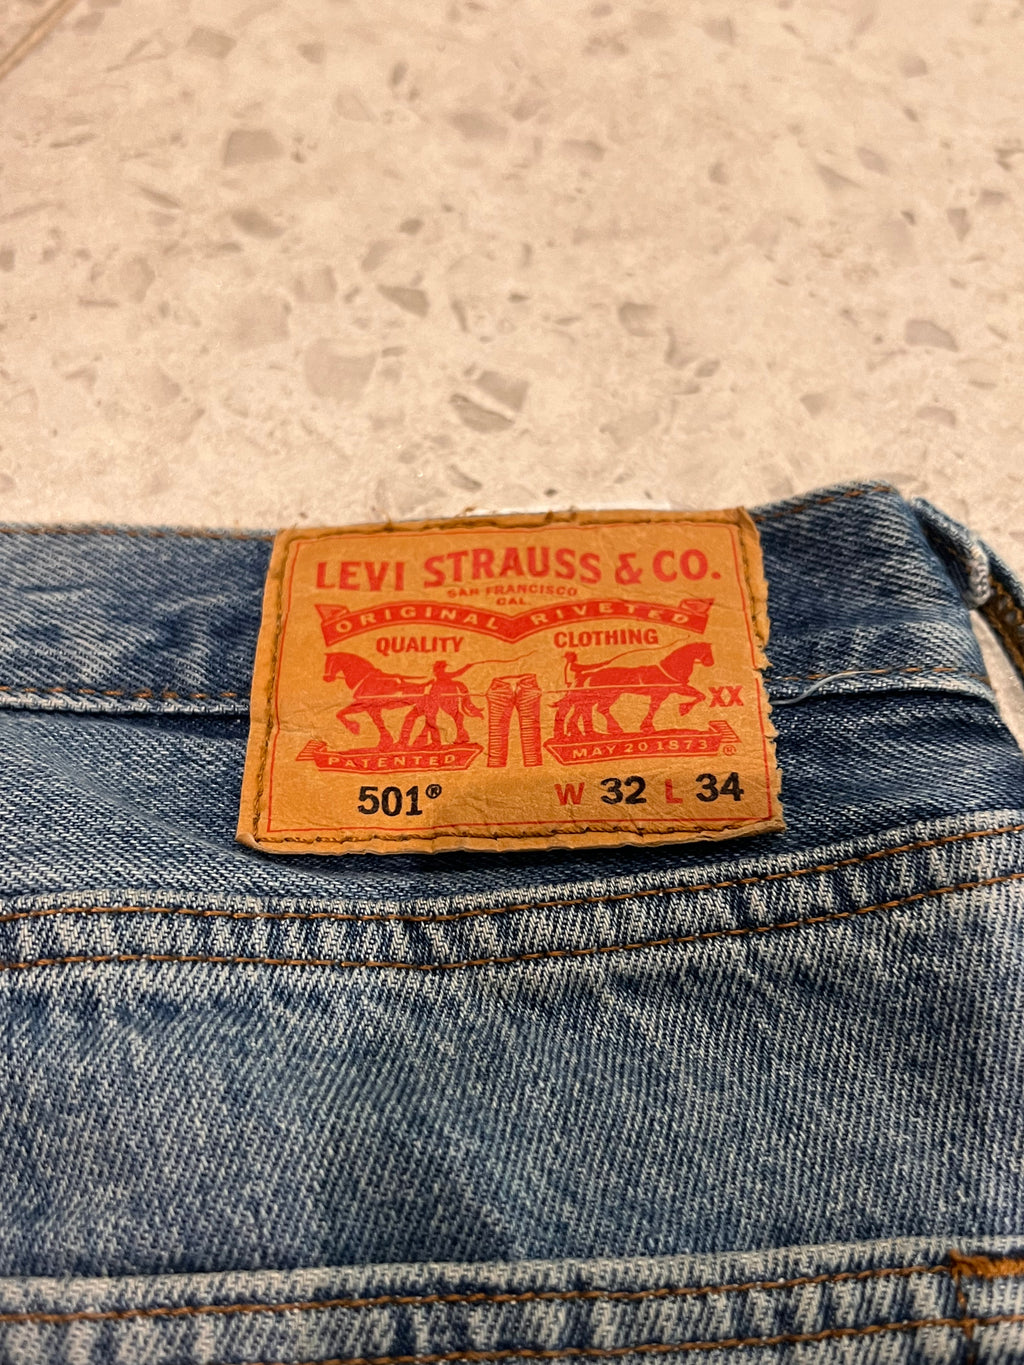 LEVI STRAUSS & CO.
SAN FRANCISCO
CAL.
ORIGINAL RIVETED
QUALITY CLOTHING
XX
PATENTED MAY 20 1873 ®
501® W 32 L 34